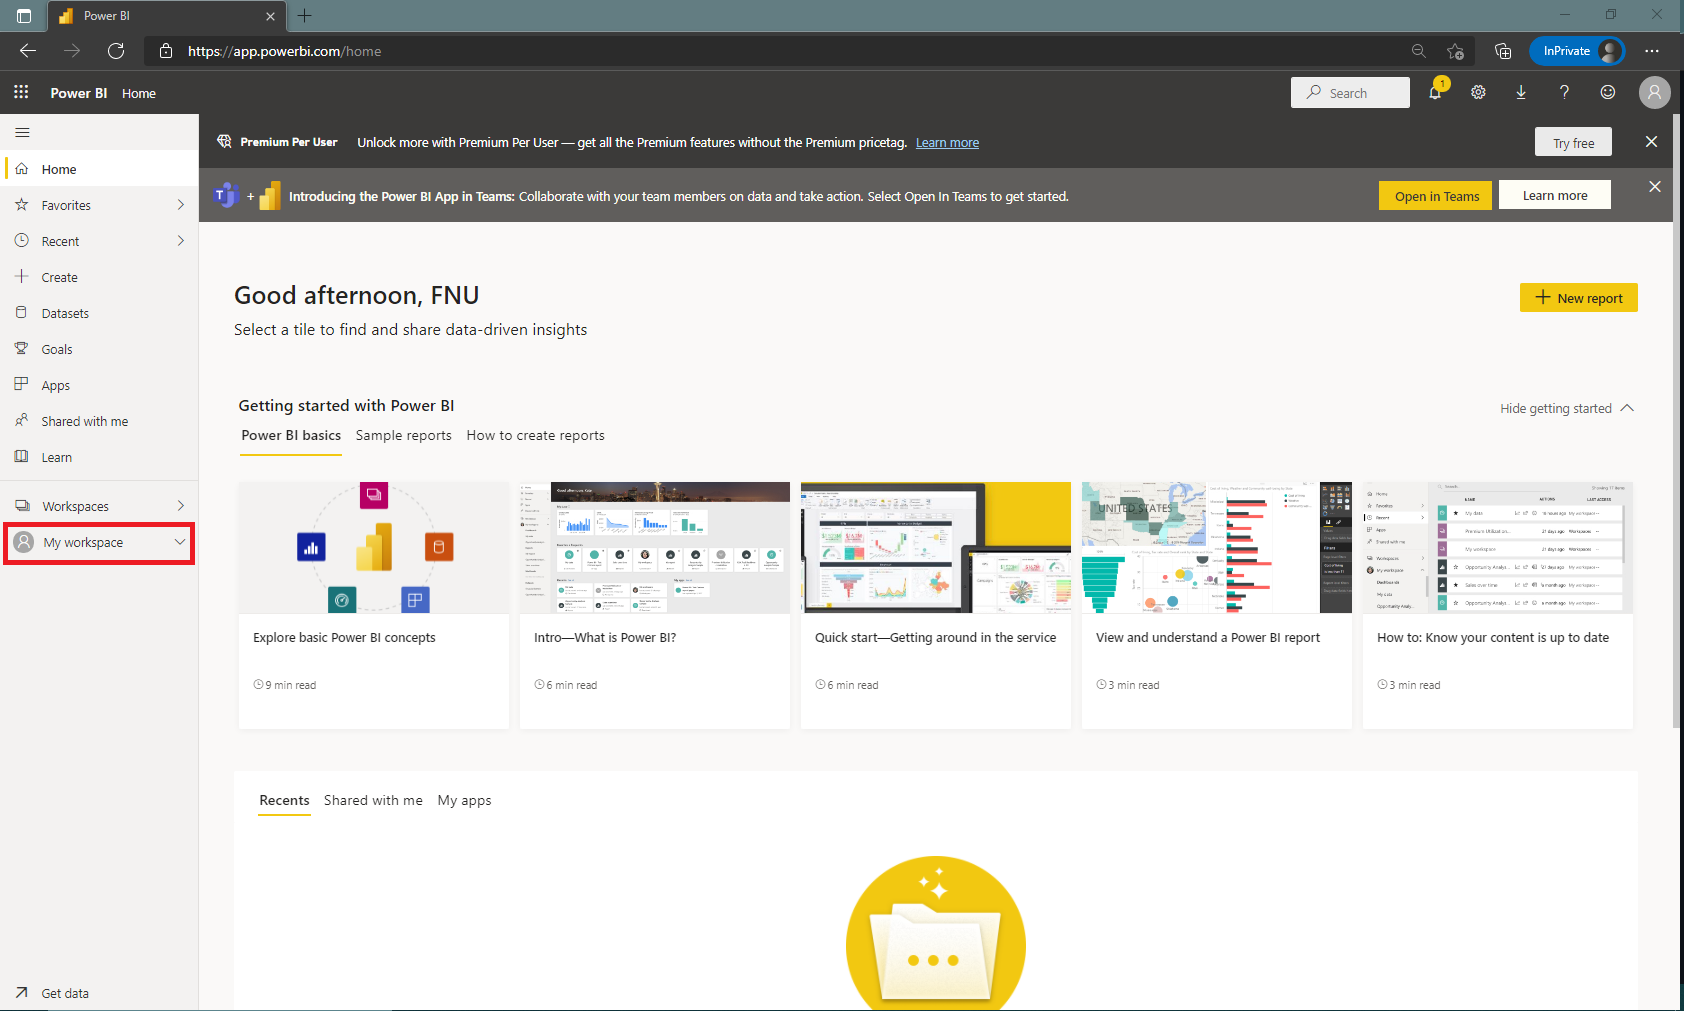 Power BI
https://app.powerbi.com/home
InPrivate
Power BI Home
Search
1
Premium Per User Unlock more with Premium Per User — get all the Premium features without the Premium pricetag. Learn more
Try free
Introducing the Power BI App in Teams: Collaborate with your team members on data and take action. Select Open In Teams to get started.
Open in Teams
Learn more
Home
Favorites
Recent
Create
Datasets
Goals
Apps
Shared with me
Learn
Workspaces
My workspace
Get data
Good afternoon, FNU
Select a tile to find and share data-driven insights
New report
Getting started with Power BI
Hide getting started
Power BI basics Sample reports How to create reports
UNITED STATES
Explore basic Power BI concepts
9 min read
Intro—What is Power BI?
6 min read
Quick start—Getting around in the service
6 min read
View and understand a Power BI report
3 min read
How to: Know your content is up to date
3 min read
Recents Shared with me My apps